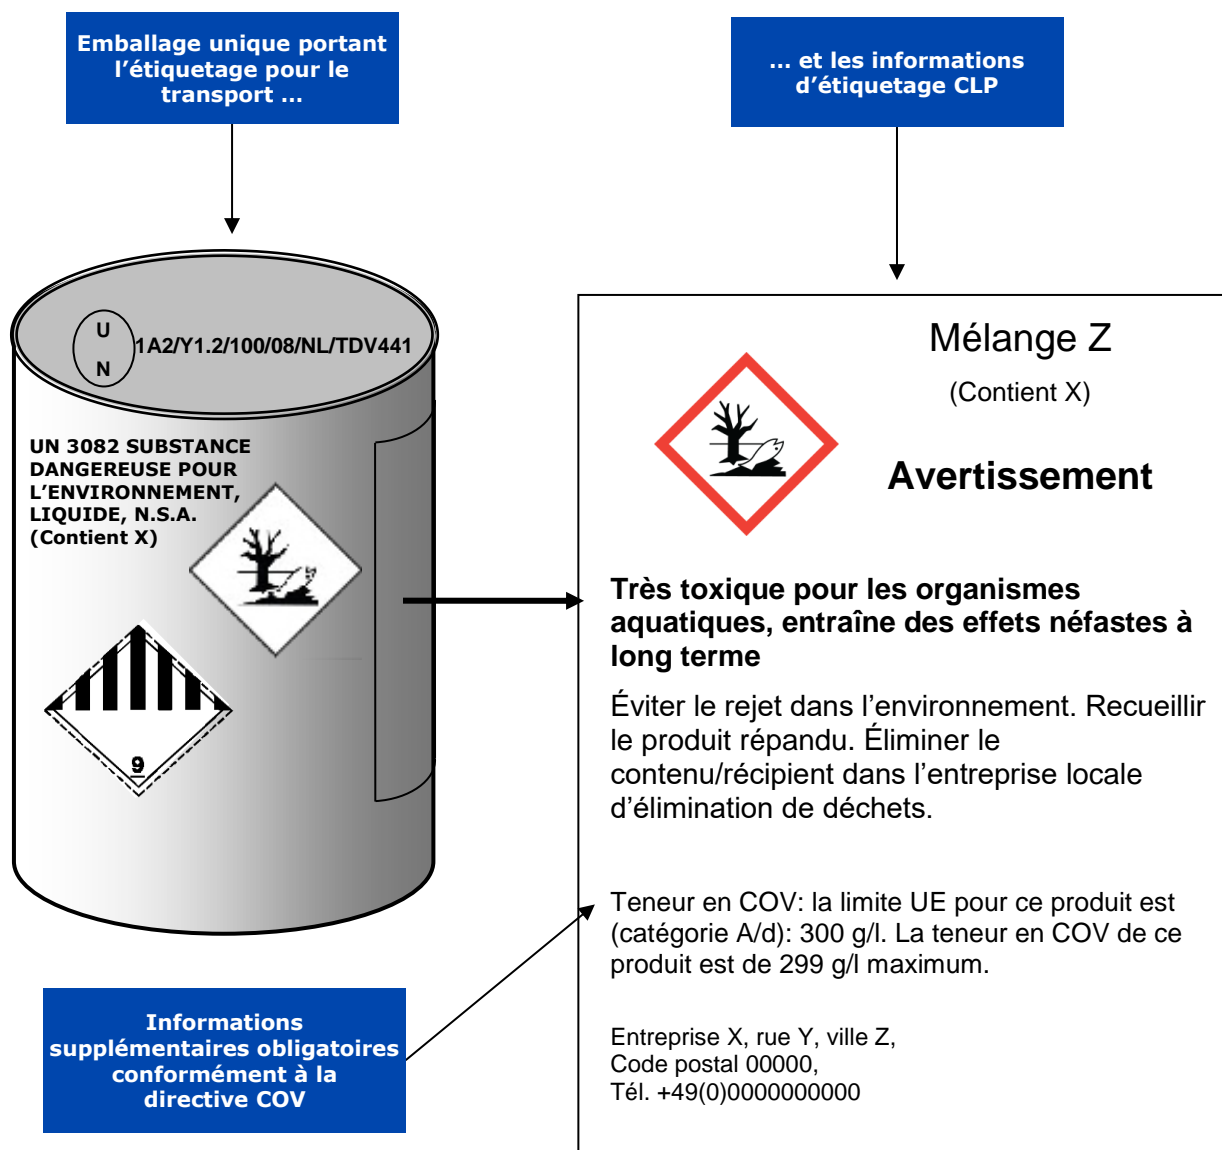 Emballage unique portant
l’étiquetage pour le
transport ...
... et les informations
d’étiquetage CLP
U
N
1A2/Y1.2/100/08/NL/TDV441
UN 3082 SUBSTANCE
DANGEREUSE POUR
L’ENVIRONNEMENT,
LIQUIDE, N.S.A.
(Contient X)
9
Mélange Z
(Contient X)
Avertissement
Très toxique pour les organismes
aquatiques, entraîne des effets néfastes à
long terme
Éviter le rejet dans l’environnement. Recueillir
le produit répandu. Éliminer le
contenu/récipient dans l’entreprise locale
d’élimination de déchets.
Teneur en COV: la limite UE pour ce produit est
(catégorie A/d): 300 g/l. La teneur en COV de ce
produit est de 299 g/l maximum.
Entreprise X, rue Y, ville Z,
Code postal 00000,
Tél. +49(0)0000000000
Informations
supplémentaires obligatoires
conformément à la
directive COV